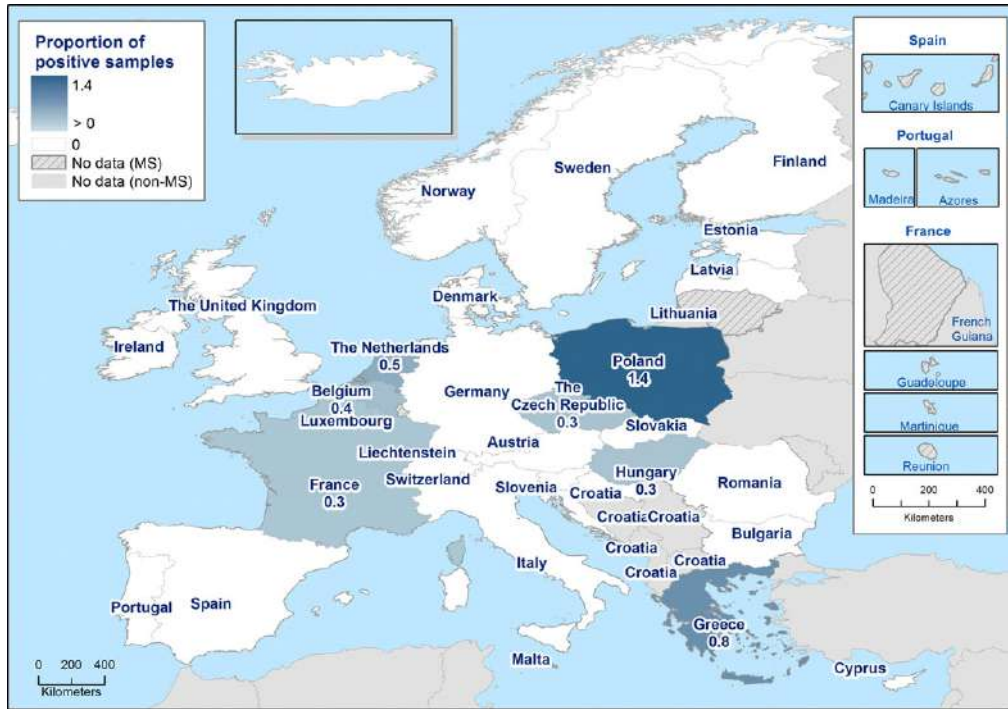 Proportion of
positive samples
1.4
> 0
0
No data (MS)
No data (non-MS)
Norway
Sweden
Finland
Estonia
Latvia
Lithuania
Denmark
The United Kingdom
Ireland
The Netherlands
0.5
Belgium
0.4
Luxembourg
Germany
Poland
1.4
The
Czech Republic
0.3
Slovakia
Austria
Liechtenstein
Switzerland
France
0.3
Slovenia
Croatia
Hungary
0.3
Romania
Croatia
Croatia
Croatia
Croatia
Croatia
Bulgaria
Italy
Portugal
Spain
Greece
0.8
Malta
Cyprus
0 200 400
Kilometers
Spain
Canary Islands
Portugal
Madeira
Azores
France
French
Guiana
Guadeloupe
Martinique
Reunion
0 200 400
Kilometers